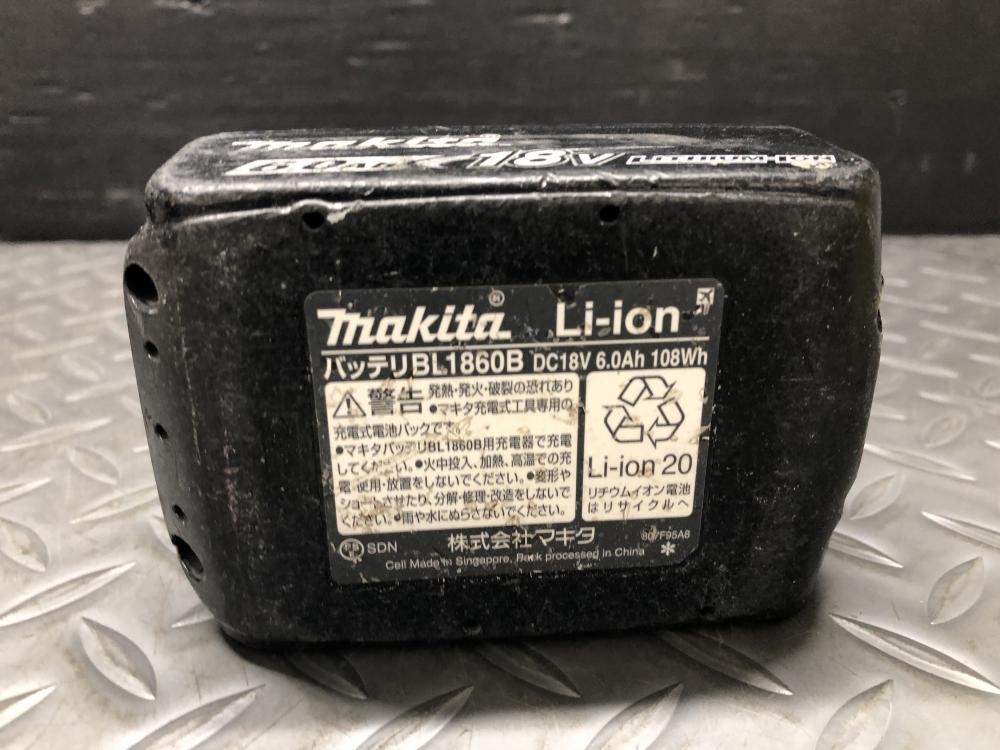 makita
6.0Ah 18V LITHIUM-ION
makita® Li-ion
バッテリBL1860B DC18V 6.0Ah 108Wh
警告 発熱・発火・破裂の恐れあり
●マキタ充電式工具専用の
充電式電池パックです。
●マキタバッテリBL1860B用充電器で充電
してください。●火中投入、加熱、高温での充
電・使用・放置をしないでください。●変形や
ショートさせたり、分解・修理・改造をしないで
ください。●雨や水にぬらさないでください。
Li-ion 20
リチウムイオン電池
はリサイクルへ
PSE SDN 株式会社マキタ
Cell Made in Singapore, Pack processed in China
*